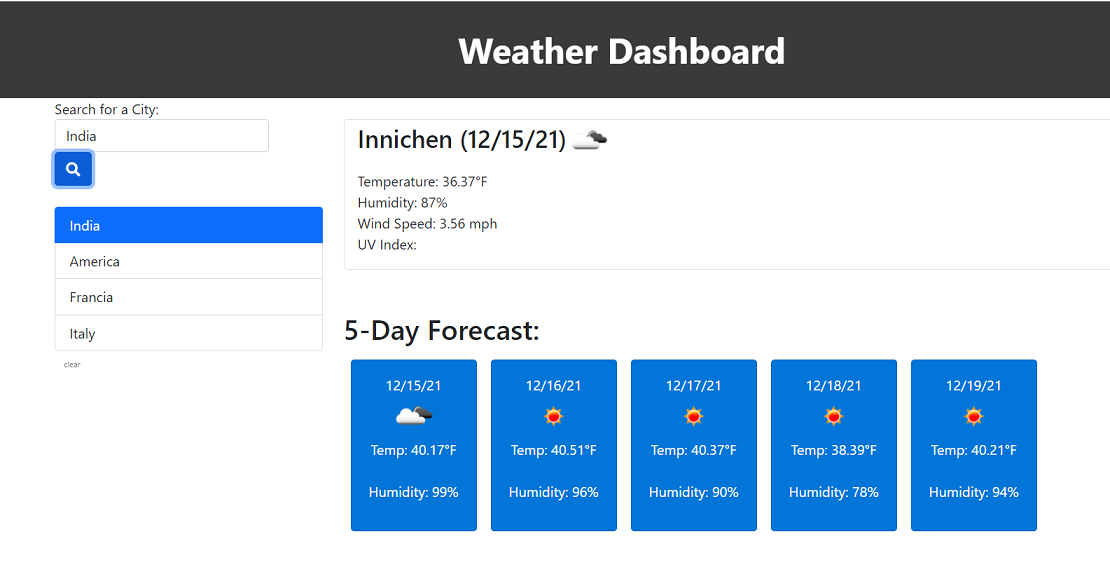 Weather Dashboard
Search for a City:
India
India
America
Francia
Italy
clear
Innichen (12/15/21)
Temperature: 36.37°F
Humidity: 87%
Wind Speed: 3.56 mph
UV Index:
5-Day Forecast:
12/15/21
Temp: 40.17°F
Humidity: 99%
12/16/21
Temp: 40.51°F
Humidity: 96%
12/17/21
Temp: 40.37°F
Humidity: 90%
12/18/21
Temp: 38.39°F
Humidity: 78%
12/19/21
Temp: 40.21°F
Humidity: 94%